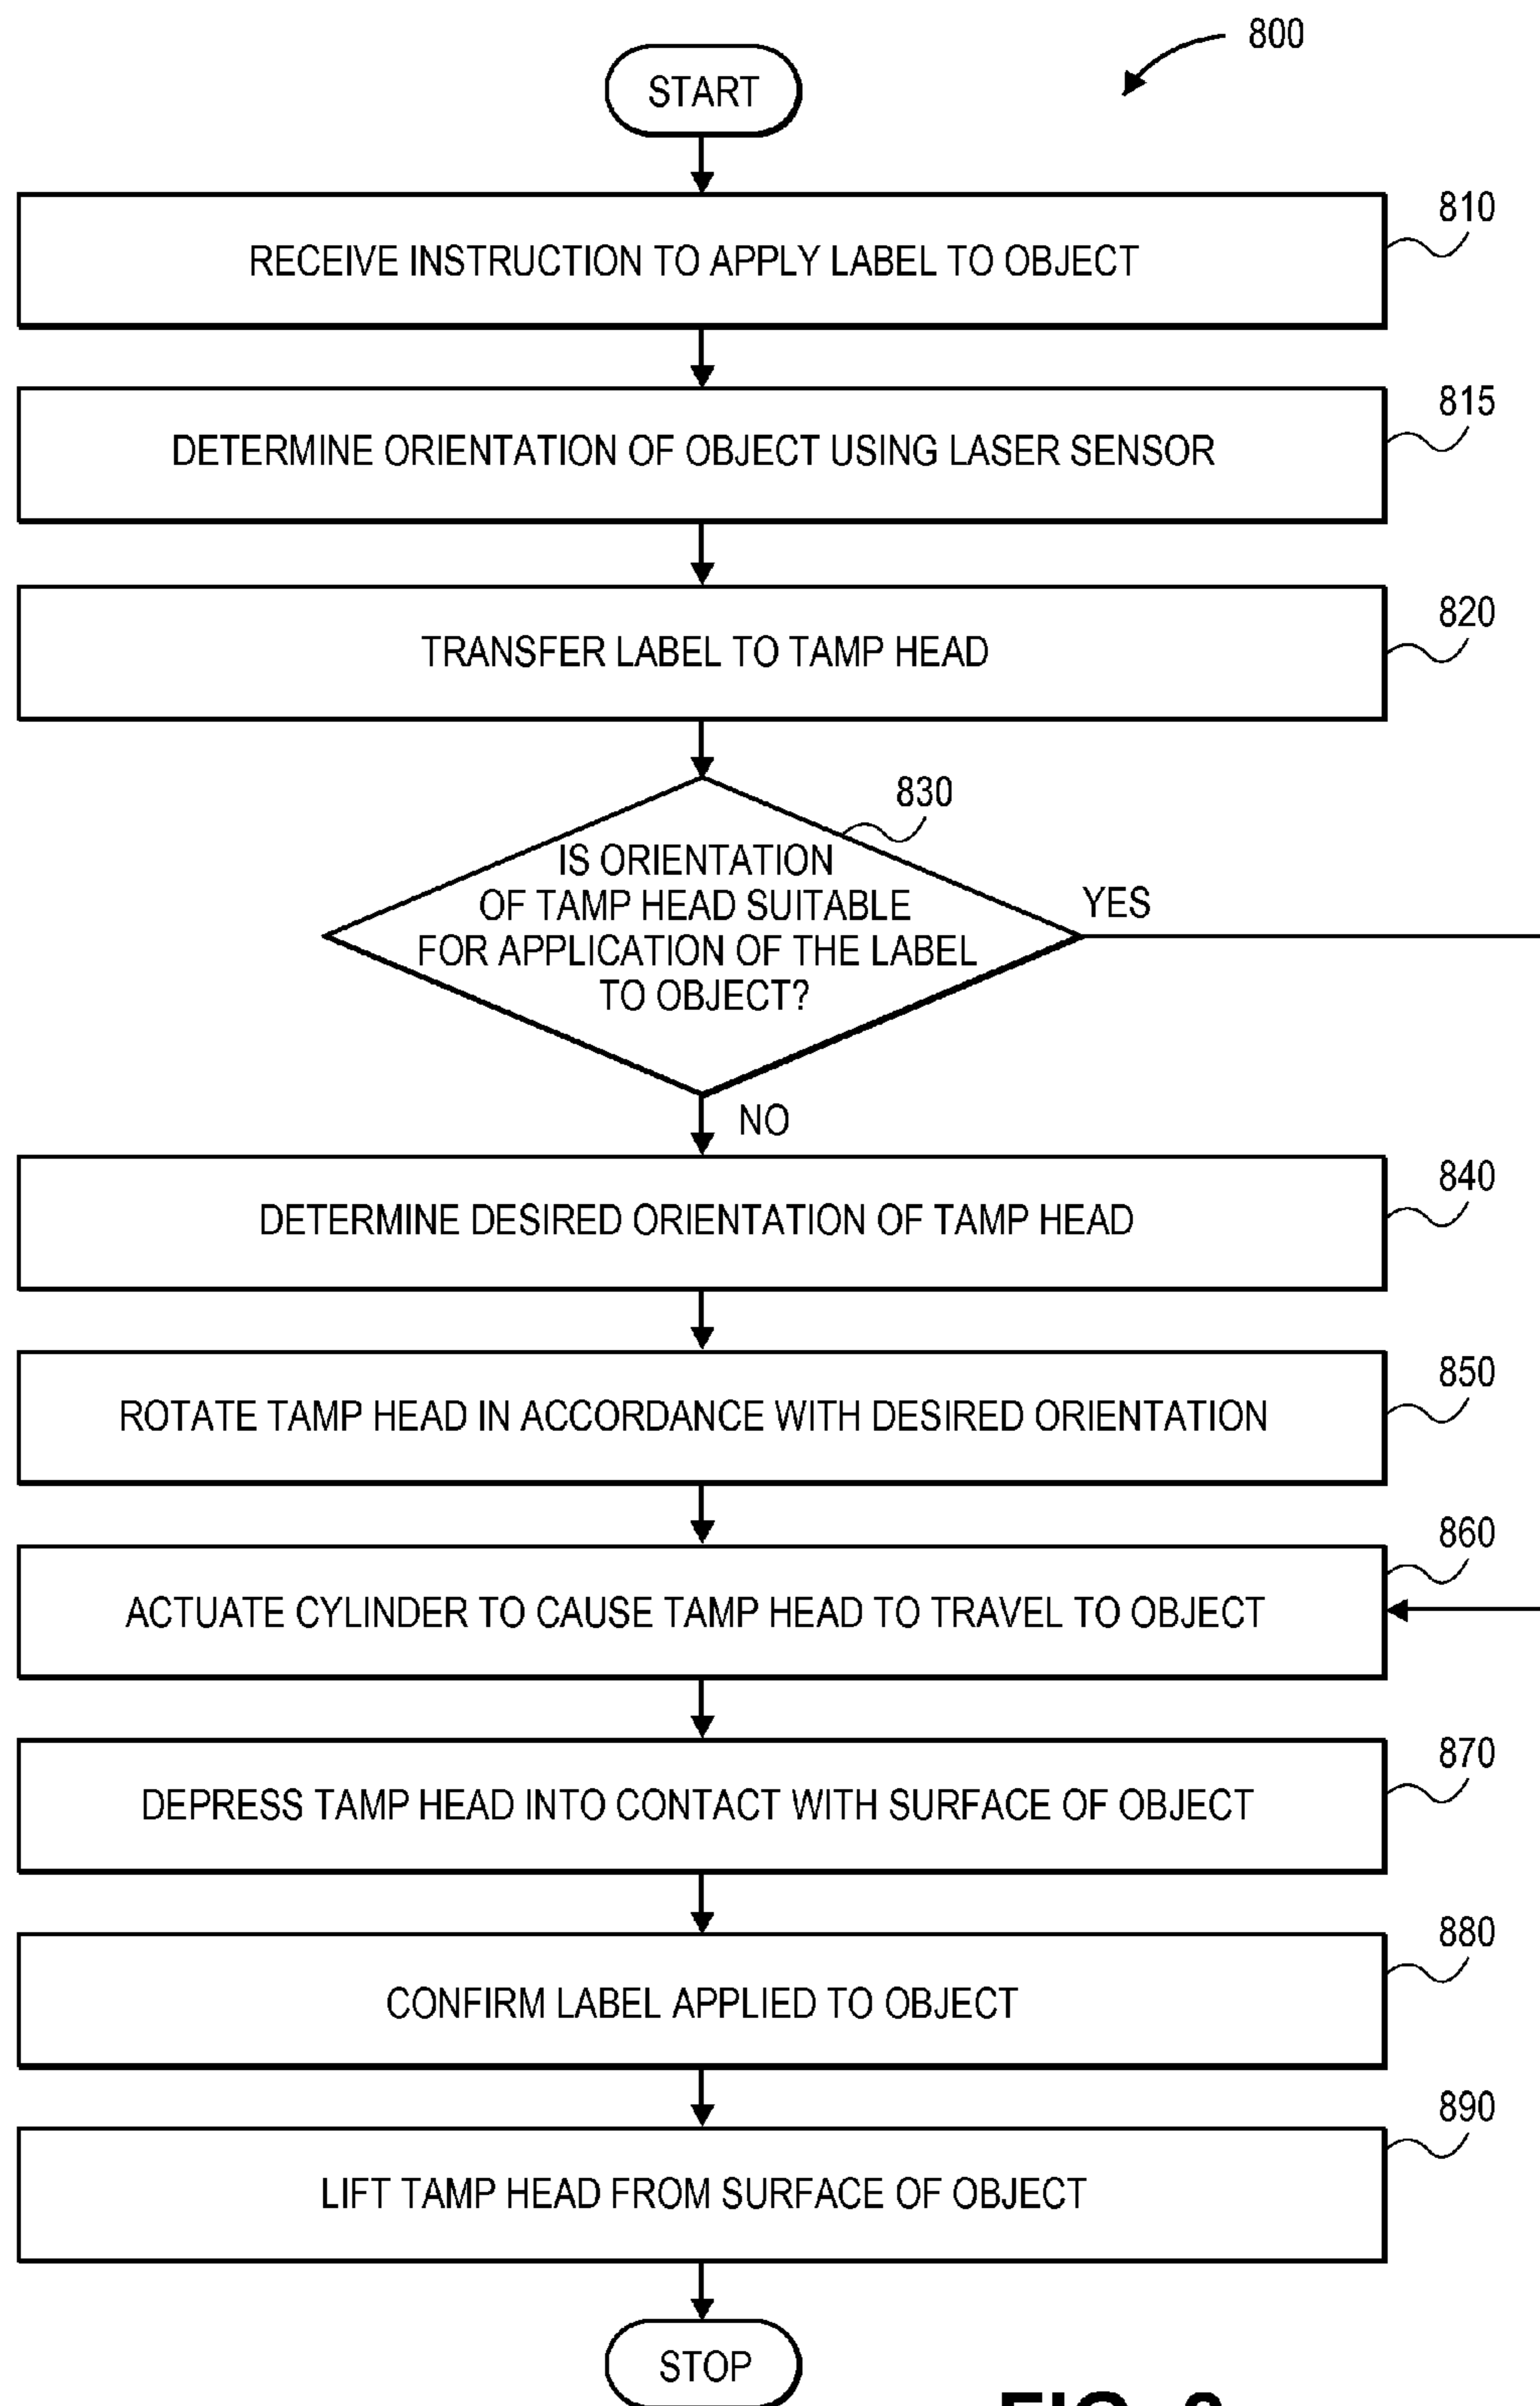 800
START
RECEIVE INSTRUCTION TO APPLY LABEL TO OBJECT
810
DETERMINE ORIENTATION OF OBJECT USING LASER SENSOR
815
TRANSFER LABEL TO TAMP HEAD
820
830
IS ORIENTATION
OF TAMP HEAD SUITABLE
FOR APPLICATION OF THE LABEL
TO OBJECT?
YES
NO
DETERMINE DESIRED ORIENTATION OF TAMP HEAD
840
ROTATE TAMP HEAD IN ACCORDANCE WITH DESIRED ORIENTATION
850
ACTUATE CYLINDER TO CAUSE TAMP HEAD TO TRAVEL TO OBJECT
860
DEPRESS TAMP HEAD INTO CONTACT WITH SURFACE OF OBJECT
870
CONFIRM LABEL APPLIED TO OBJECT
880
LIFT TAMP HEAD FROM SURFACE OF OBJECT
890
STOP
FIG.